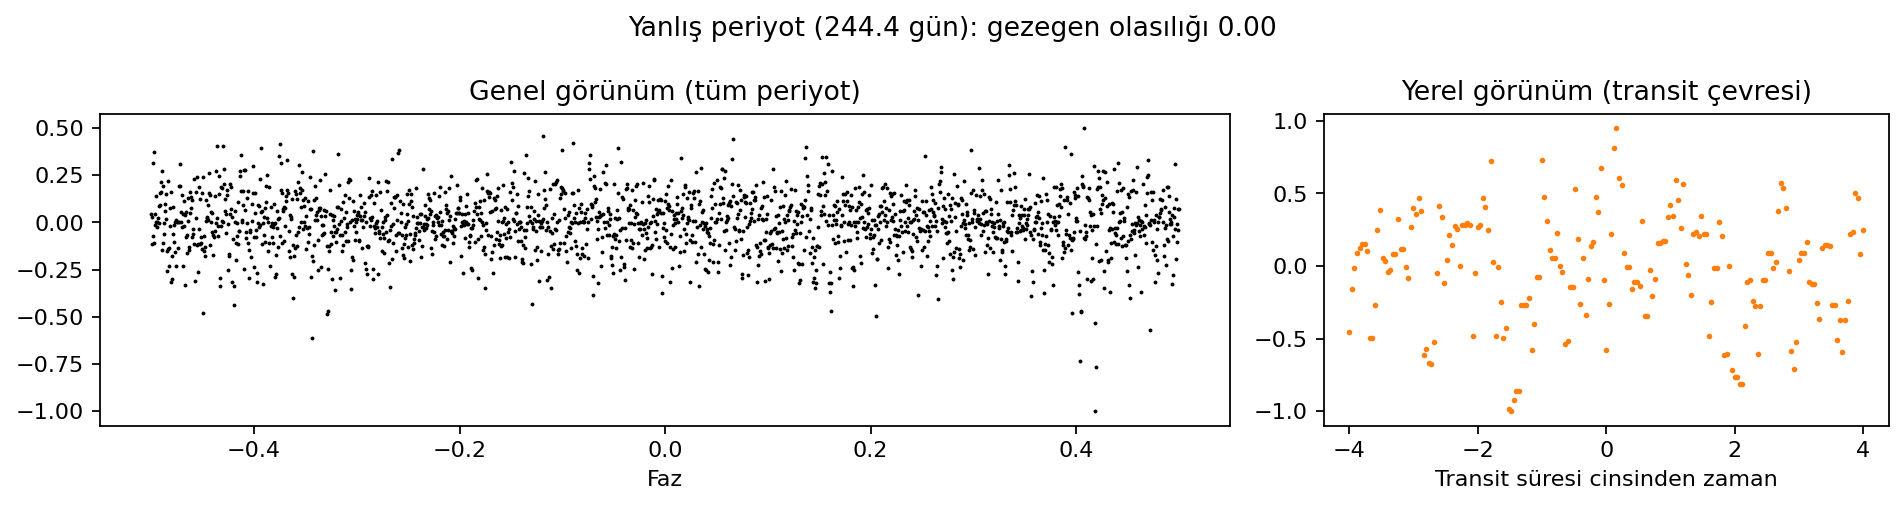 Yanlış periyot (244.4 gün): gezegen olasılığı 0.00
Genel görünüm (tüm periyot)
0.50
0.25
0.00
−0.25
−0.50
−0.75
−1.00
−0.4 −0.2 0.0 0.2 0.4
Faz
Yerel görünüm (transit çevresi)
1.0
0.5
0.0
−0.5
−1.0
−4 −2 0 2 4
Transit süresi cinsinden zaman